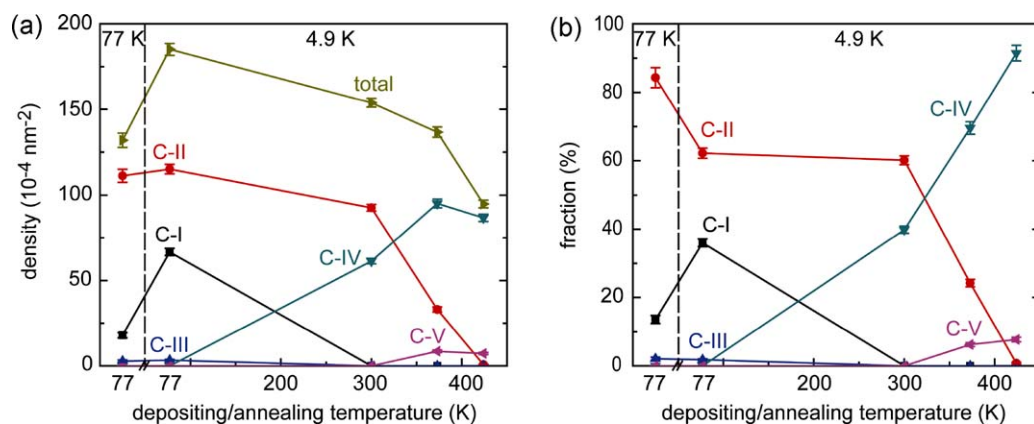 (a)
200
150
100
50
0
density (10⁻⁴ nm⁻²)
77 K
4.9 K
total
C-II
C-I
C-IV
C-III
C-V
77 77 200 300 400
depositing/annealing temperature (K)
(b)
100
80
60
40
20
0
fraction (%)
77 K
4.9 K
C-IV
C-II
C-I
C-V
C-III
77 77 200 300 400
depositing/annealing temperature (K)